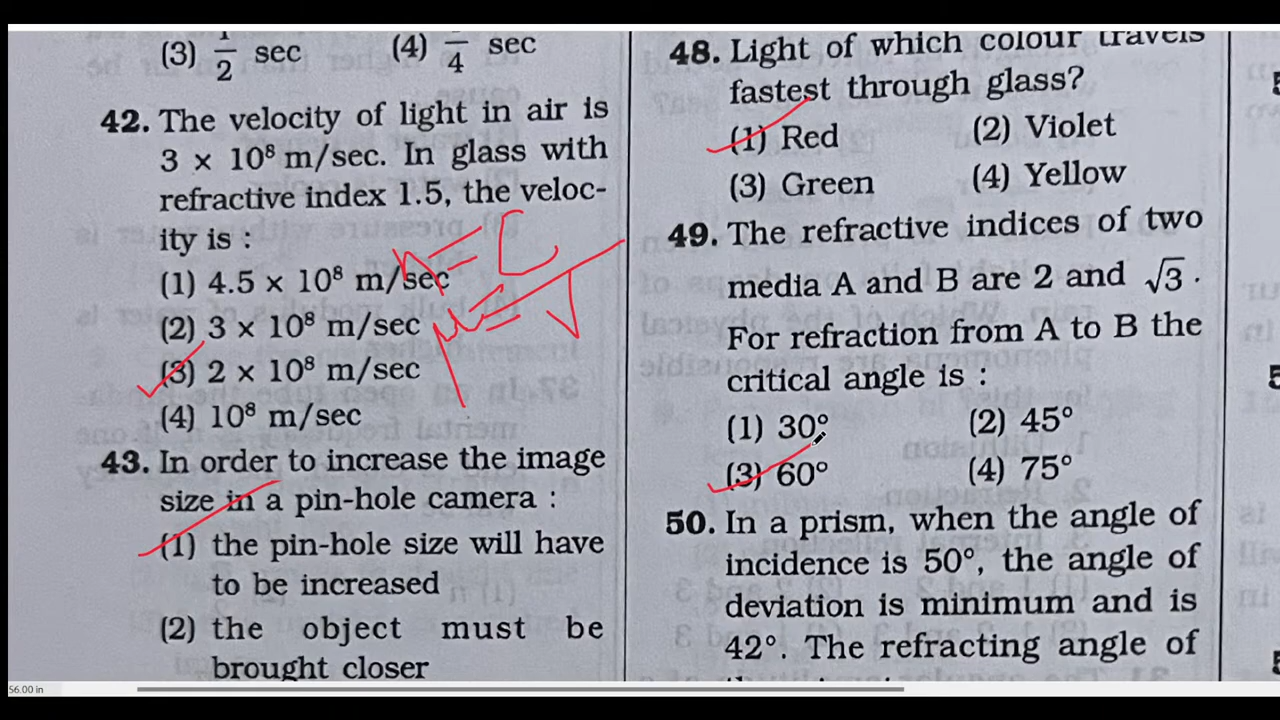 (3) 1/2 sec (4) /4 sec
42. The velocity of light in air is
3 × 10⁸ m/sec. In glass with
refractive index 1.5, the veloc-
ity is :
(1) 4.5 × 10⁸ m/sec
(2) 3 × 10⁸ m/sec
(3) 2 × 10⁸ m/sec
(4) 10⁸ m/sec
n = C
μ = V
43. In order to increase the image
size in a pin-hole camera :
(1) the pin-hole size will have
to be increased
(2) the object must be
brought closer
48. Light of which colour travels
fastest through glass?
(1) Red (2) Violet
(3) Green (4) Yellow
49. The refractive indices of two
media A and B are 2 and √3 .
For refraction from A to B the
critical angle is :
(1) 30° (2) 45°
(3) 60° (4) 75°
50. In a prism, when the angle of
incidence is 50°, the angle of
deviation is minimum and is
42°. The refracting angle of
56.00 in